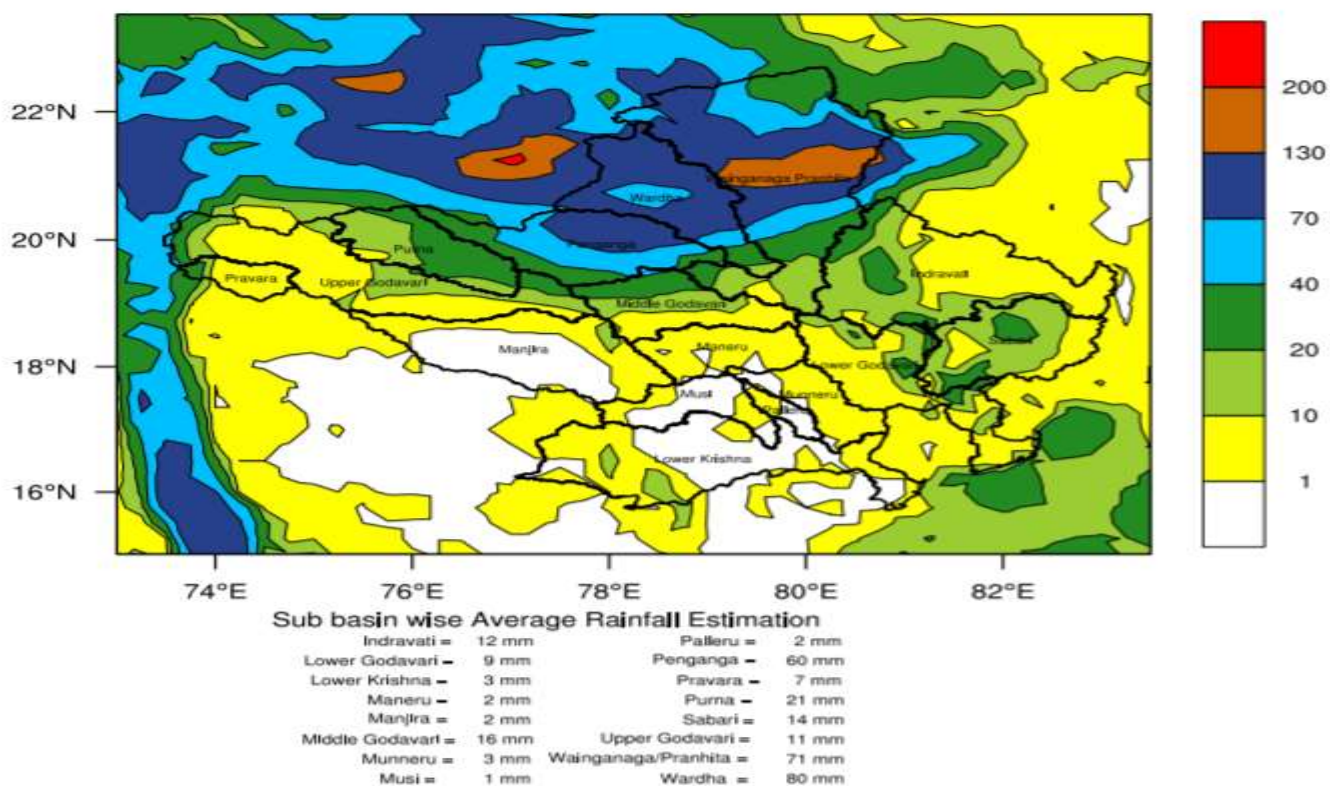 22°N
20°N
18°N
16°N
74°E 76°E 78°E 80°E 82°E
200
130
70
40
20
10
1
Wainganaga Pranhita
Wardha
Penganga
Purna
Pravara
Upper Godavari
Indravati
Middle Godavari
Manjira
Maneru
Sabari
Lower Godavari
Musi
Munneru
Palleru
Lower Krishna
Sub basin wise Average Rainfall Estimation
Indravati = 12 mm Palleru = 2 mm
Lower Godavari = 9 mm Penganga = 60 mm
Lower Krishna = 3 mm Pravara = 7 mm
Maneru = 2 mm Purna = 21 mm
Manjira = 2 mm Sabari = 14 mm
Middle Godavari = 16 mm Upper Godavari = 11 mm
Munneru = 3 mm Wainganaga/Pranhita = 71 mm
Musi = 1 mm Wardha = 80 mm